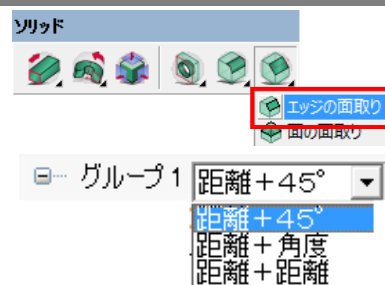 ソリッド
エッジの面取り
面の面取り
グループ1 距離＋45°
距離＋45°
距離＋角度
距離＋距離